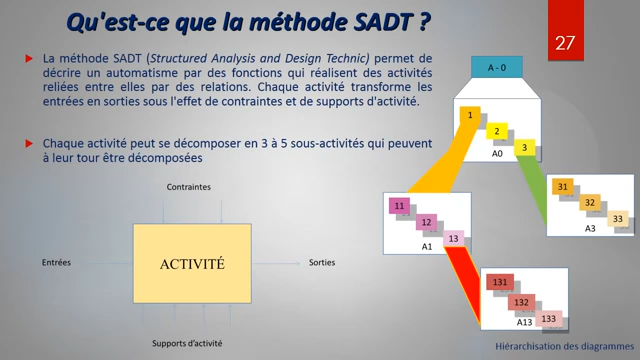 Qu'est-ce que la méthode SADT ?
27
La méthode SADT (Structured Analysis and Design Technic) permet de
décrire un automatisme par des fonctions qui réalisent des activités
reliées entre elles par des relations. Chaque activité transforme les
entrées en sorties sous l'effet de contraintes et de supports d'activité.
Chaque activité peut se décomposer en 3 à 5 sous-activités qui peuvent
à leur tour être décomposées
Contraintes
Entrées
ACTIVITÉ
Sorties
Supports d'activité
A - 0
1
2
3
A0
11
12
13
A1
31
32
33
A3
131
132
133
A13
Hiérarchisation des diagrammes